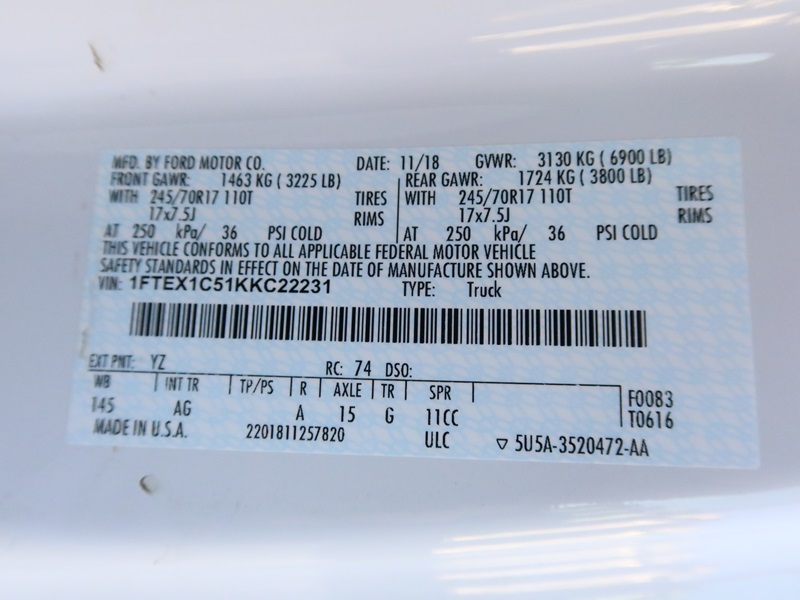 MFD. BY FORD MOTOR CO. DATE: 11/18 GVWR: 3130 KG ( 6900 LB)
FRONT GAWR: 1463 KG ( 3225 LB) REAR GAWR: 1724 KG ( 3800 LB)
WITH 245/70R17 110T TIRES WITH 245/70R17 110T TIRES
17x7.5J RIMS 17x7.5J RIMS
AT 250 kPa/ 36 PSI COLD AT 250 kPa/ 36 PSI COLD
THIS VEHICLE CONFORMS TO ALL APPLICABLE FEDERAL MOTOR VEHICLE
SAFETY STANDARDS IN EFFECT ON THE DATE OF MANUFACTURE SHOWN ABOVE.
VIN: 1FTEX1C51KKC22231 TYPE: Truck
EXT PNT: YZ RC: 74 DSO:
WB INT TR TP/PS R AXLE TR SPR F0083
145 AG A 15 G 11CC T0616
MADE IN U.S.A. 2201811257820 ULC ▽ 5U5A-3520472-AA